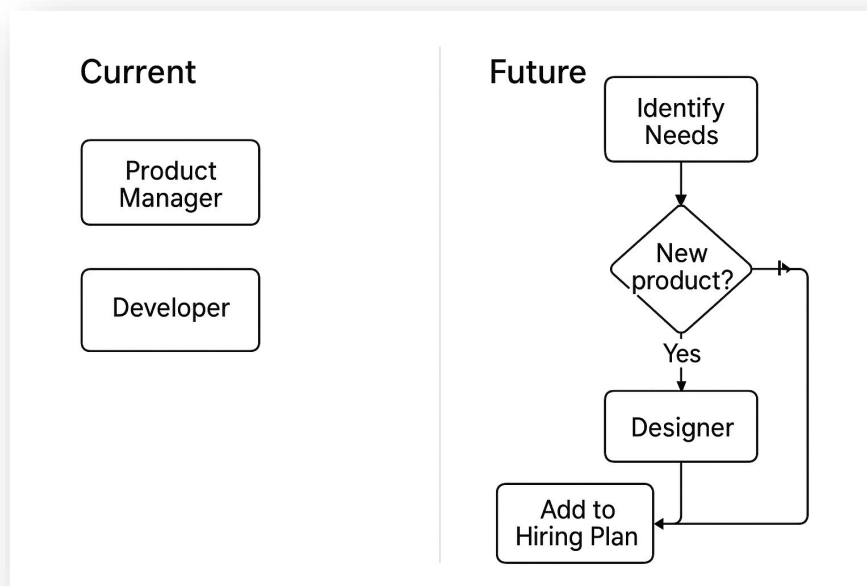 Current
Product
Manager
Developer
Future
Identify
Needs
New
product?
Yes
Designer
Add to
Hiring Plan